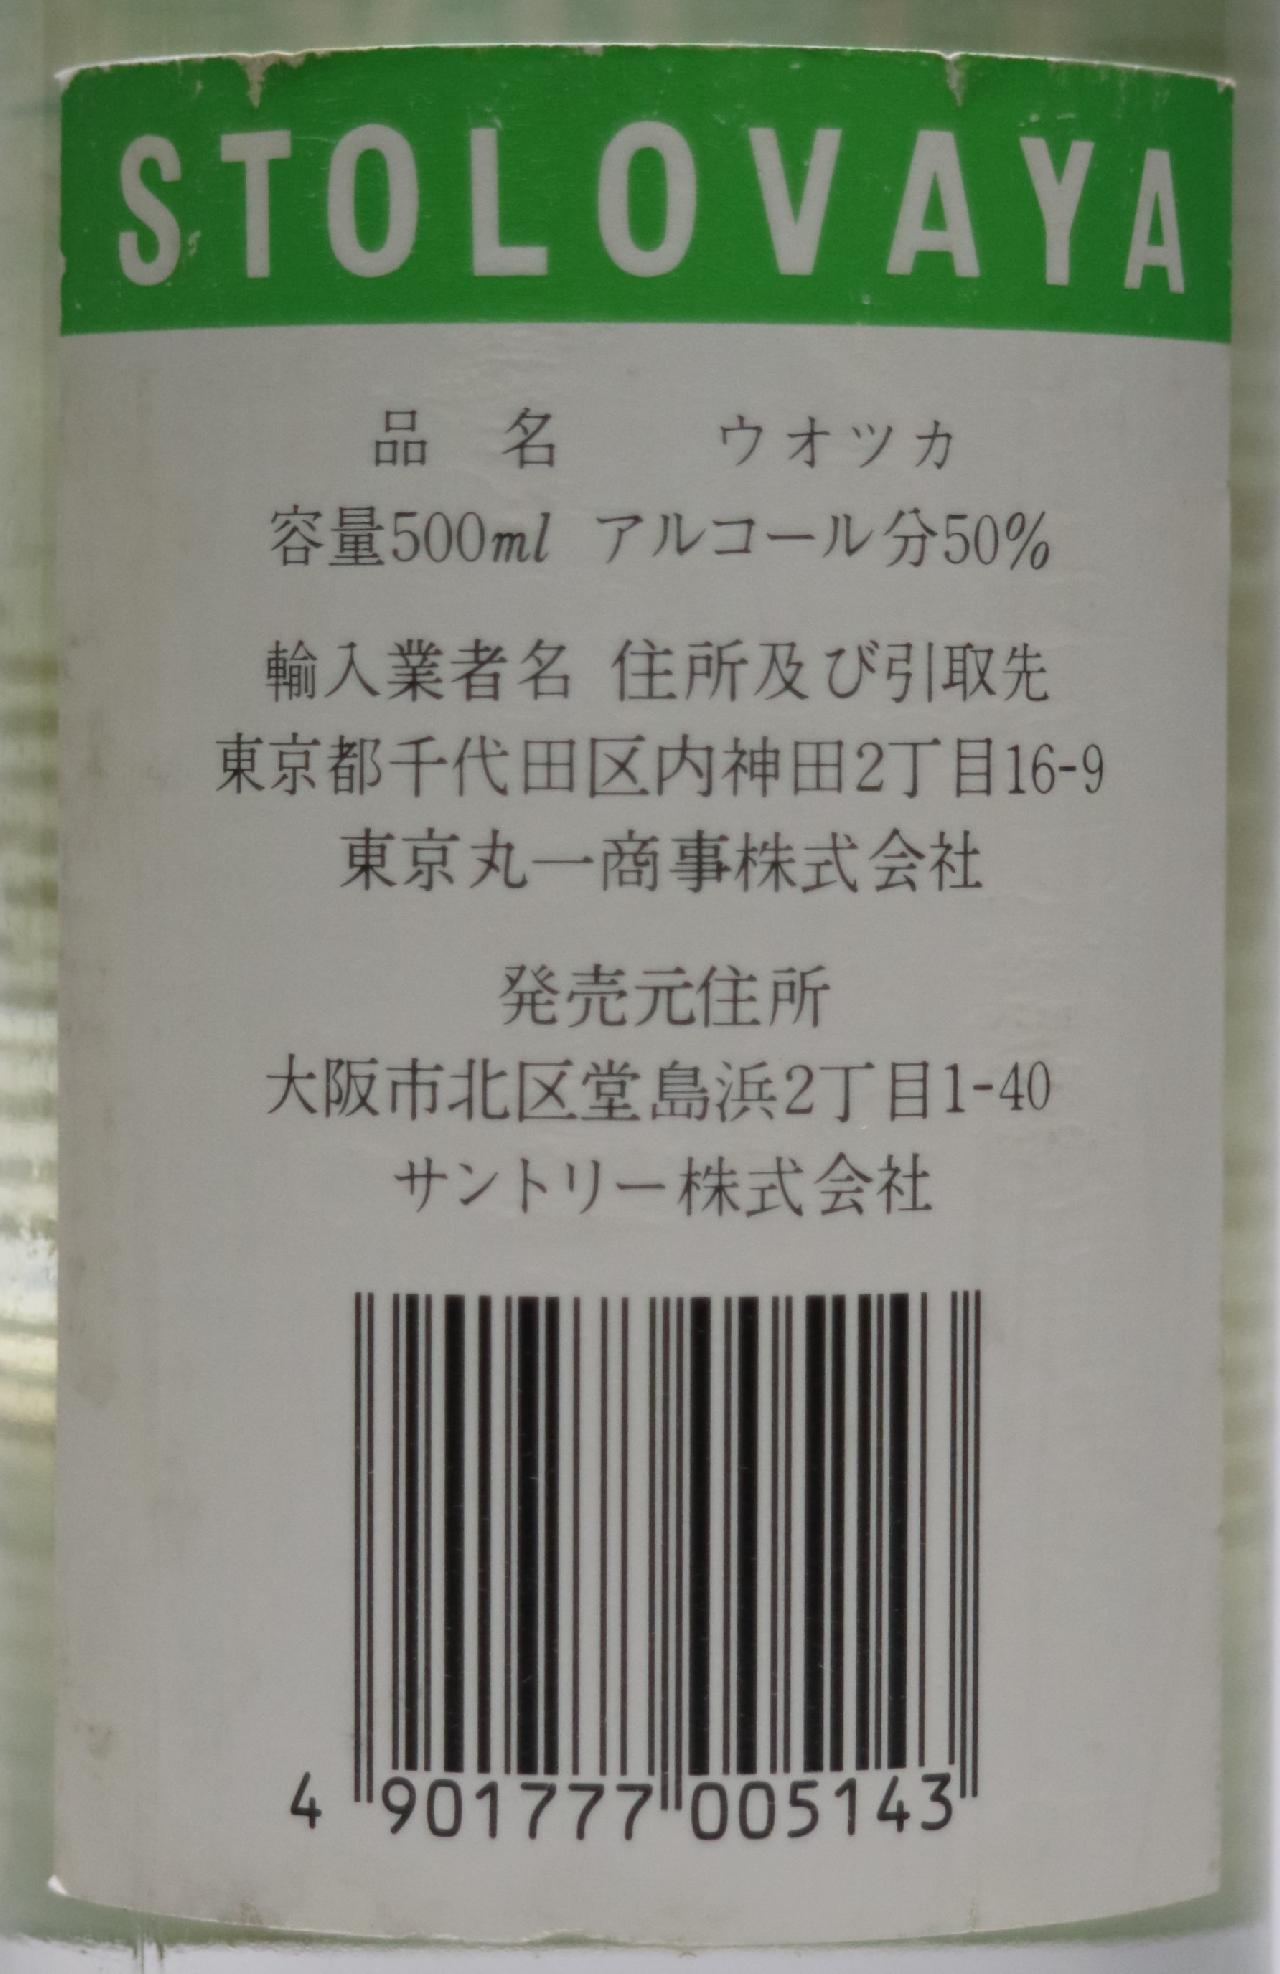 STOLOVAYA
品 名 ウオツカ
容量500ml アルコール分50%
輸入業者名 住所及び引取先
東京都千代田区内神田2丁目16-9
東京丸一商事株式会社
発売元住所
大阪市北区堂島浜2丁目1-40
サントリー株式会社
4 901777 005143